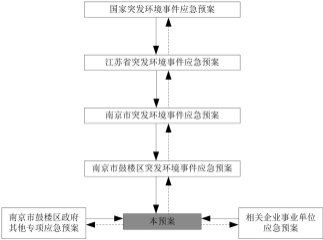 国家突发环境事件应急预案
江苏省突发环境事件应急预案
南京市突发环境事件应急预案
南京市鼓楼区突发环境事件应急预案
南京市鼓楼区政府
其他专项应急预案
本预案
相关企业事业单位
应急预案